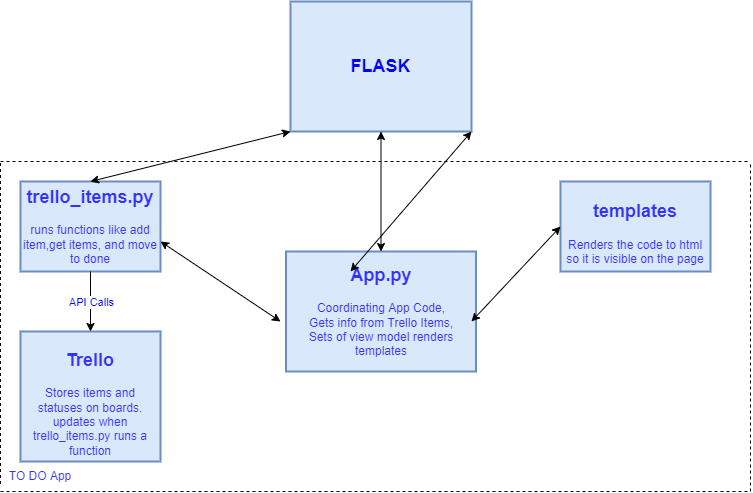 FLASK
trello_items.py
runs functions like add
item,get items, and move
to done
templates
Renders the code to html
so it is visible on the page
App.py
Coordinating App Code,
Gets info from Trello Items,
Sets of view model renders
templates
API Calls
Trello
Stores items and
statuses on boards.
updates when
trello_items.py runs a
function
TO DO App